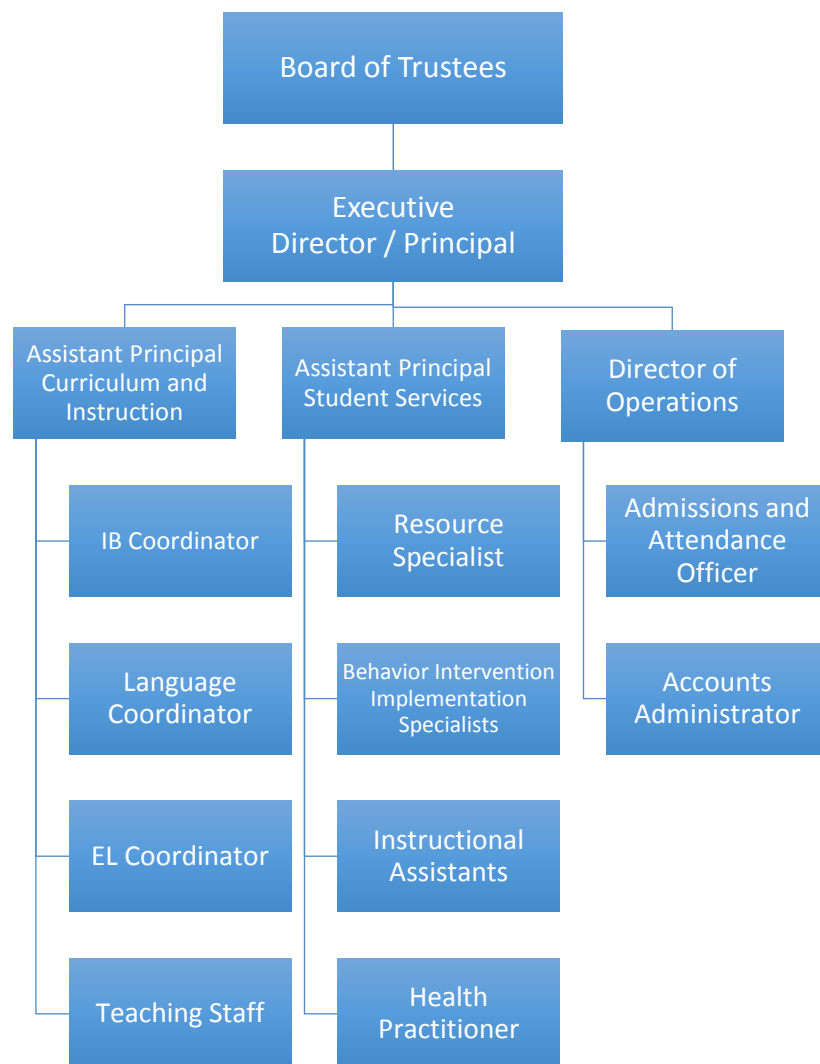 Board of Trustees
Executive
Director / Principal
Assistant Principal
Curriculum and
Instruction
Assistant Principal
Student Services
Director of
Operations
IB Coordinator
Resource
Specialist
Admissions and
Attendance
Officer
Language
Coordinator
Behavior Intervention
Implementation
Specialists
Accounts
Administrator
EL Coordinator
Instructional
Assistants
Teaching Staff
Health
Practitioner